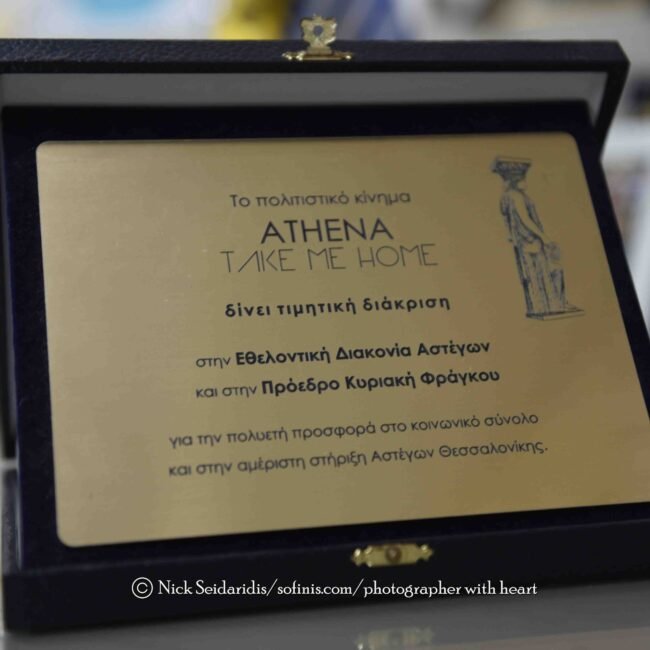 Το πολιτιστικό κίνημα
ATHENA
TAKE ME HOME
δίνει τιμητική διάκριση
στην Εθελοντική Διακονία Αστέγων
και στην Πρόεδρο Κυριακή Φράγκου
για την πολυετή προσφορά στο κοινωνικό σύνολο
και στην αμέριστη στήριξη Αστέγων Θεσσαλονίκης.
© Nick Seidaridis/sofinis.com/photographer with heart